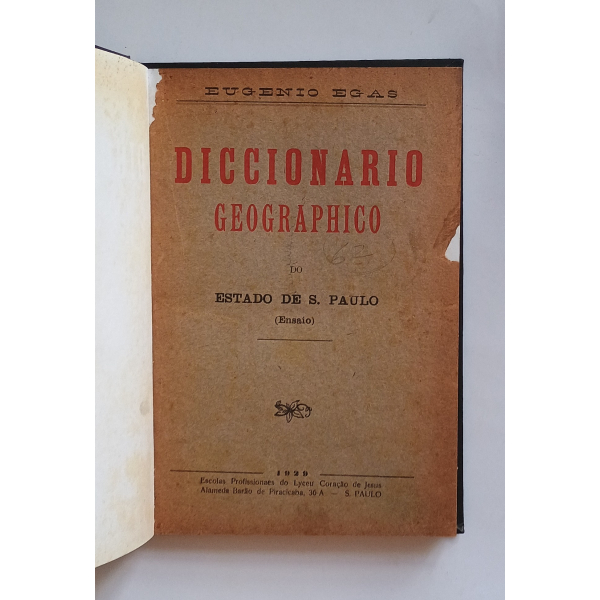 EUGENIO EGAS
DICCIONARIO
GEOGRAPHICO
DO
ESTADO DE S. PAULO
(Ensaio)
1929
Escolas Profissionaes do Lyceu Coração de Jesus
Alameda Barão de Piracicaba, 36 A — S. PAULO